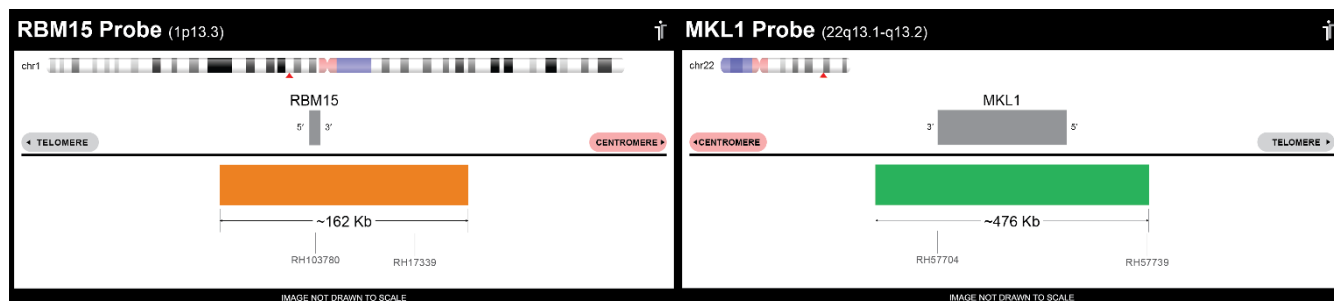 RBM15 Probe (1p13.3)
chr1
RBM15
5' 3'
◂ TELOMERE
CENTROMERE ▸
~162 Kb
RH103780
RH17339
IMAGE NOT DRAWN TO SCALE
MKL1 Probe (22q13.1-q13.2)
chr22
MKL1
3' 5'
◂CENTROMERE
TELOMERE ▸
~476 Kb
RH57704
RH57739
IMAGE NOT DRAWN TO SCALE